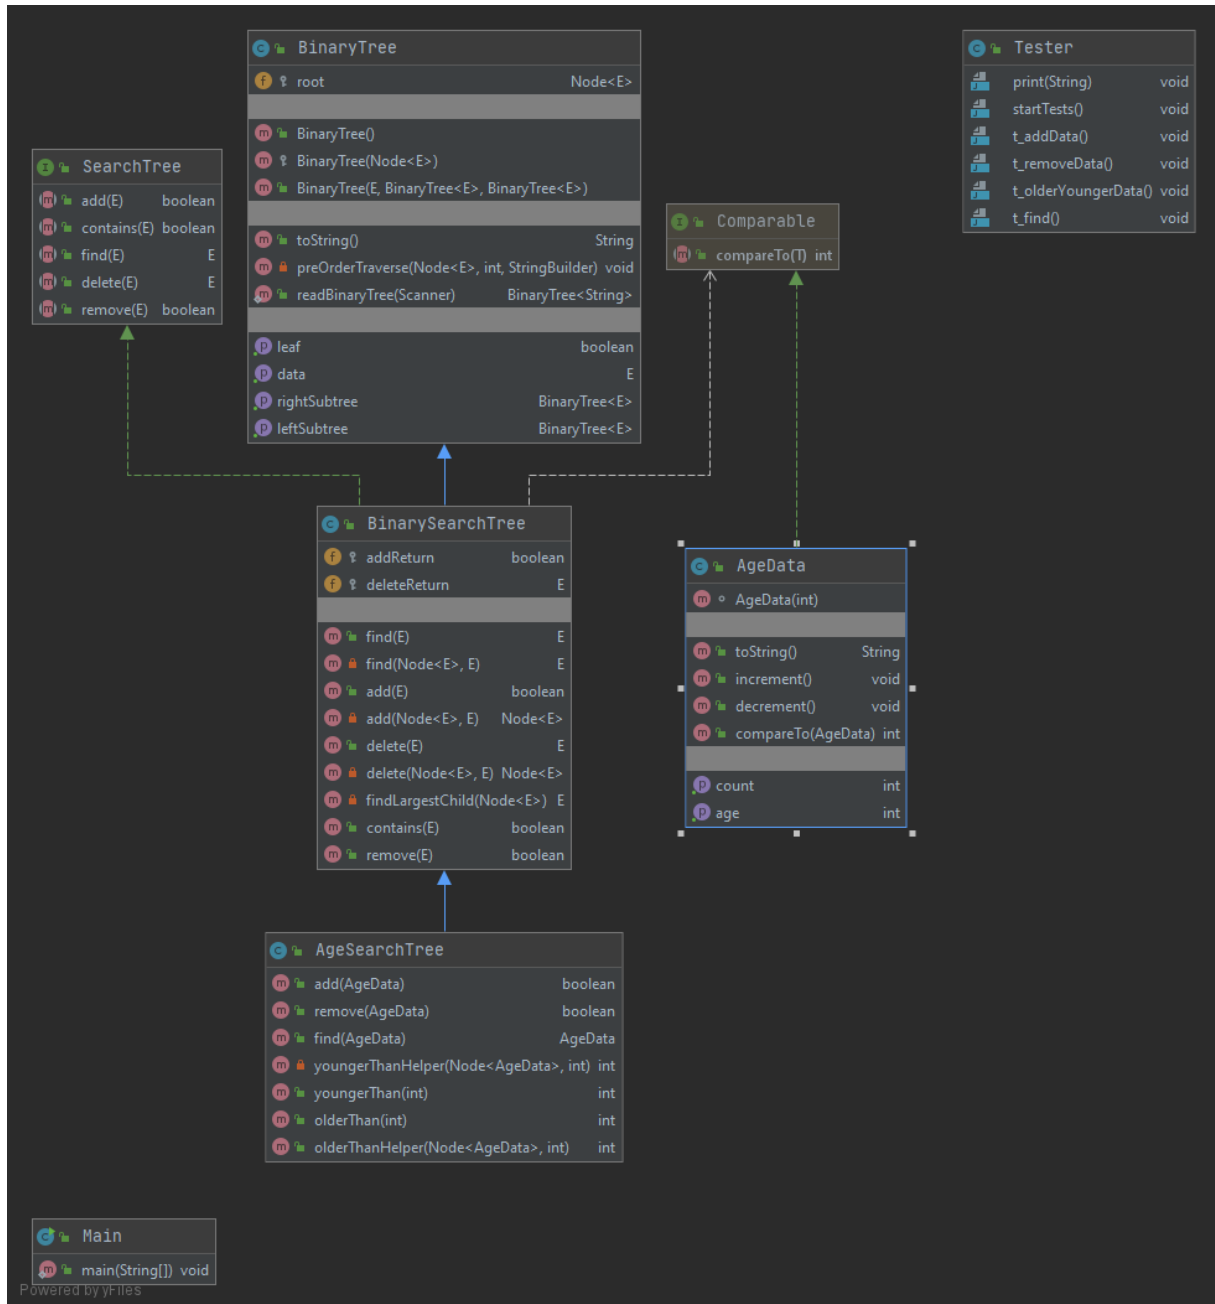 BinaryTree
root Node<E>
BinaryTree()
BinaryTree(Node<E>)
BinaryTree(E, BinaryTree<E>, BinaryTree<E>)
toString() String
preOrderTraverse(Node<E>, int, StringBuilder) void
readBinaryTree(Scanner) BinaryTree<String>
leaf boolean
data E
rightSubtree BinaryTree<E>
leftSubtree BinaryTree<E>
Tester
print(String) void
startTests() void
t_addData() void
t_removeData() void
t_olderYoungerData() void
t_find() void
SearchTree
add(E) boolean
contains(E) boolean
find(E) E
delete(E) E
remove(E) boolean
Comparable
compareTo(T) int
BinarySearchTree
addReturn boolean
deleteReturn E
find(E) E
find(Node<E>, E) E
add(E) boolean
add(Node<E>, E) Node<E>
delete(E) E
delete(Node<E>, E) Node<E>
findLargestChild(Node<E>) E
contains(E) boolean
remove(E) boolean
AgeData
AgeData(int)
toString() String
increment() void
decrement() void
compareTo(AgeData) int
count int
age int
AgeSearchTree
add(AgeData) boolean
remove(AgeData) boolean
find(AgeData) AgeData
youngerThanHelper(Node<AgeData>, int) int
youngerThan(int) int
olderThan(int) int
olderThanHelper(Node<AgeData>, int) int
Main
main(String[]) void
Powered by yFiles